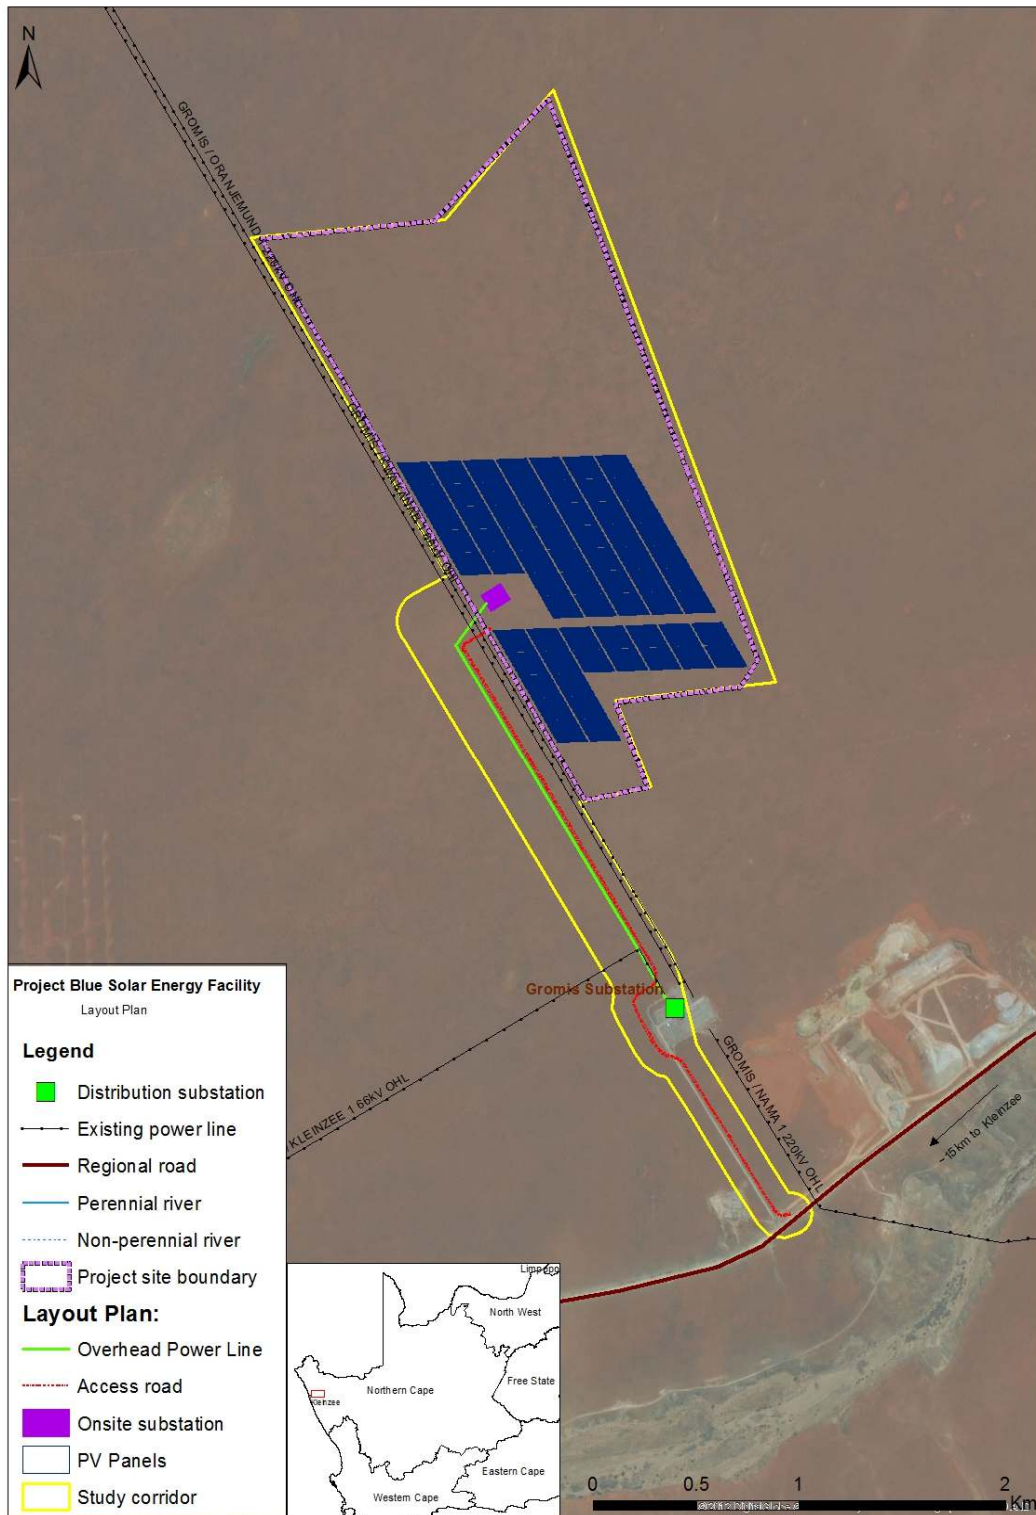 N
GROMIS / ORANJEMUND
Gromis Substation
/KLEINZEE 1 66kV OHL
GROMIS / NAMA 1 220kV OHL
~15km to Kleinzee
Project Blue Solar Energy Facility
Layout Plan
Legend
Distribution substation
Existing power line
Regional road
Perennial river
Non-perennial river
Project site boundary
Layout Plan:
Overhead Power Line
Access road
Onsite substation
PV Panels
Study corridor
Limpopo
North West
Free State
Northern Cape
Kleinzee
Eastern Cape
Western Cape
0 0.5 1 2
Km